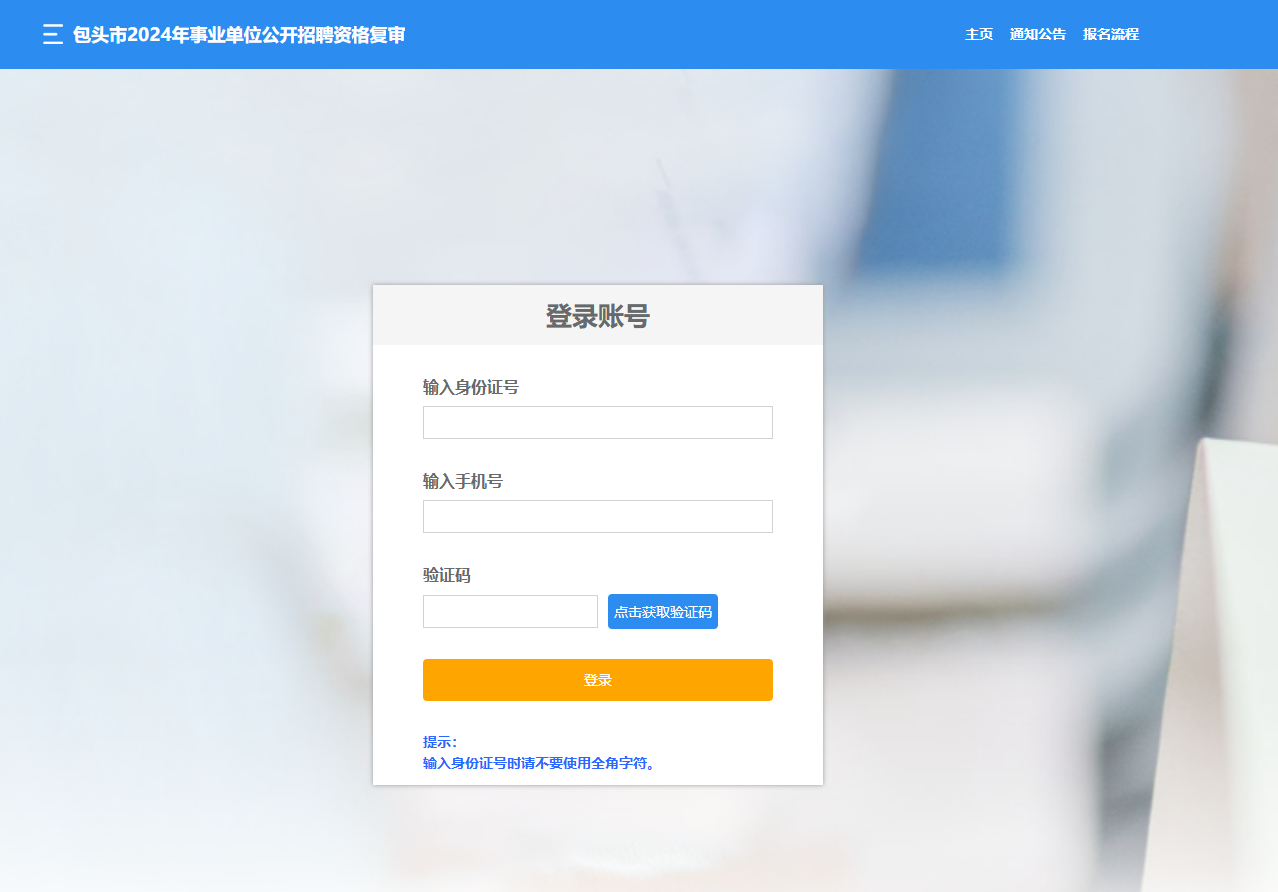 包头市2024年事业单位公开招聘资格复审
主页 通知公告 报名流程
登录账号
输入身份证号
输入手机号
验证码
点击获取验证码
登录
提示：
输入身份证号时请不要使用全角字符。